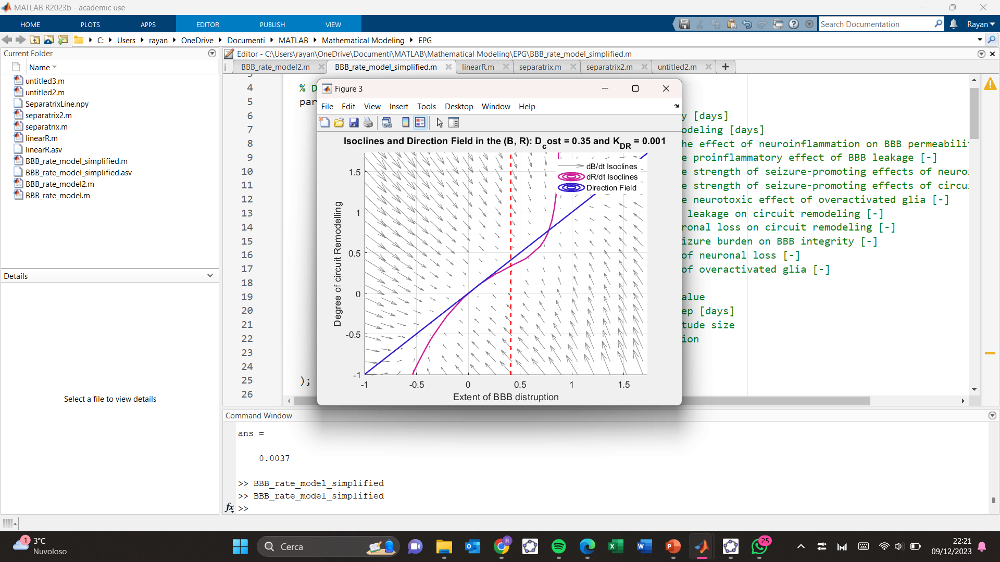 MATLAB R2023b - academic use
HOME PLOTS APPS EDITOR PUBLISH VIEW
Search Documentation
Rayan
C: Users rayan OneDrive Documenti MATLAB Mathematical Modeling EPG
Current Folder
Name
untitled3.m
untitled2.m
SeparatrixLine.npy
separatrix2.m
separatrix.m
linearR.m
linearR.asv
BBB_rate_model_simplified.m
BBB_rate_model_simplified.asv
BBB_rate_model2.m
BBB_rate_model.m
Details
Select a file to view details
Editor - C:\Users\rayan\OneDrive\Documenti\MATLAB\Mathematical Modeling\EPG\BBB_rate_model_simplified.m
BBB_rate_model2.m BBB_rate_model_simplified.m linearR.m separatrix.m separatrix2.m untitled2.m
4 % D
5 par
6 y [days]
7 odeling [days]
8 he effect of neuroinflammation on BBB permeabili
9 e proinflammatory effect of BBB leakage [-]
10 e strength of seizure-promoting effects of neuro
11 e strength of seizure-promoting effects of circu
12 e neurotoxic effect of overactivated glia [-]
13 leakage on circuit remodeling [-]
14 ronal loss on circuit remodeling [-]
15 izure burden on BBB integrity [-]
16 of neuronal loss [-]
17 of overactivated glia [-]
18
19 alue
20 ep [days]
21 tude size
22 ion
23
24
25 );
26
Figure 3
File Edit View Insert Tools Desktop Window Help
Isoclines and Direction Field in the (B, R): D_cost = 0.35 and K_DR = 0.001
dB/dt Isoclines
dR/dt Isoclines
Direction Field
Degree of circuit Remodelling
1.5
1
0.5
0
-0.5
-1
-1 -0.5 0 0.5 1 1.5
Extent of BBB distruption
Command Window
ans =
0.0037
>> BBB_rate_model_simplified
>> BBB_rate_model_simplified
fx >>
1
3°C
Nuvoloso
Cerca
R
25
22:21
09/12/2023